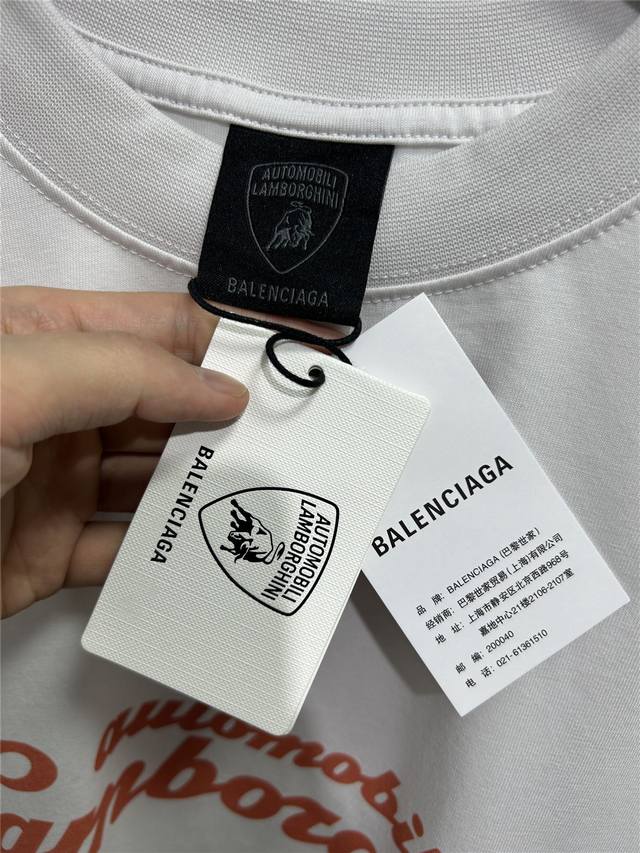 AUTOMOBILI
LAMBORGHINI
BALENCIAGA
BALENCIAGA
AUTOMOBILI
LAMBORGHINI
BALENCIAGA
品 牌: BALENCIAGA (巴黎世家)
经销商: 巴黎世家贸易 (上海) 有限公司
地 址: 上海市静安区北京西路968号
嘉地中心21楼2106-2107室
邮 编: 200040
电 话: 021-61361510
automobili